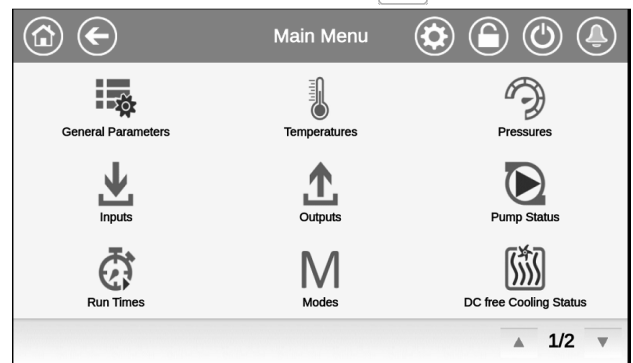 Main Menu
General Parameters
Temperatures
Pressures
Inputs
Outputs
Pump Status
M
Run Times
Modes
DC free Cooling Status
1/2